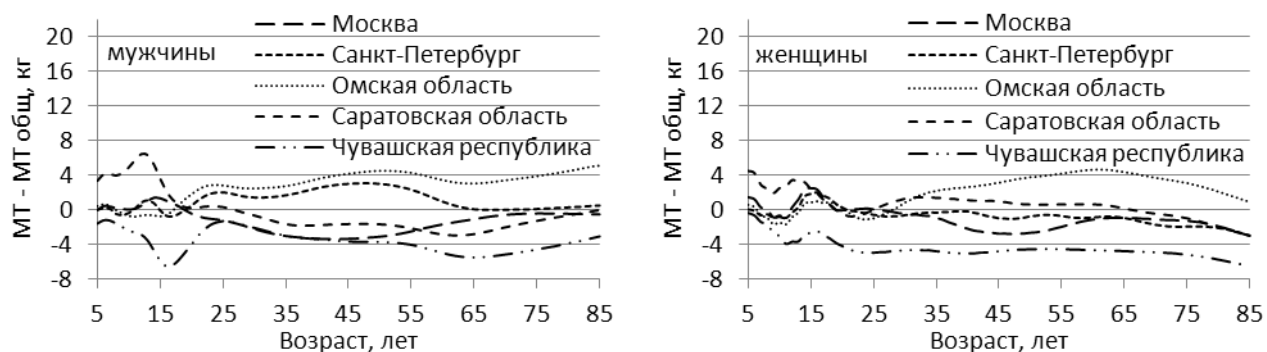 МТ - МТ общ, кг
20
16
12
8
4
0
-4
-8
мужчины
Москва
Санкт-Петербург
Омская область
Саратовская область
Чувашская республика
5 15 25 35 45 55 65 75 85
Возраст, лет
МТ - МТ общ, кг
20
16
12
8
4
0
-4
-8
женщины
Москва
Санкт-Петербург
Омская область
Саратовская область
Чувашская республика
5 15 25 35 45 55 65 75 85
Возраст, лет